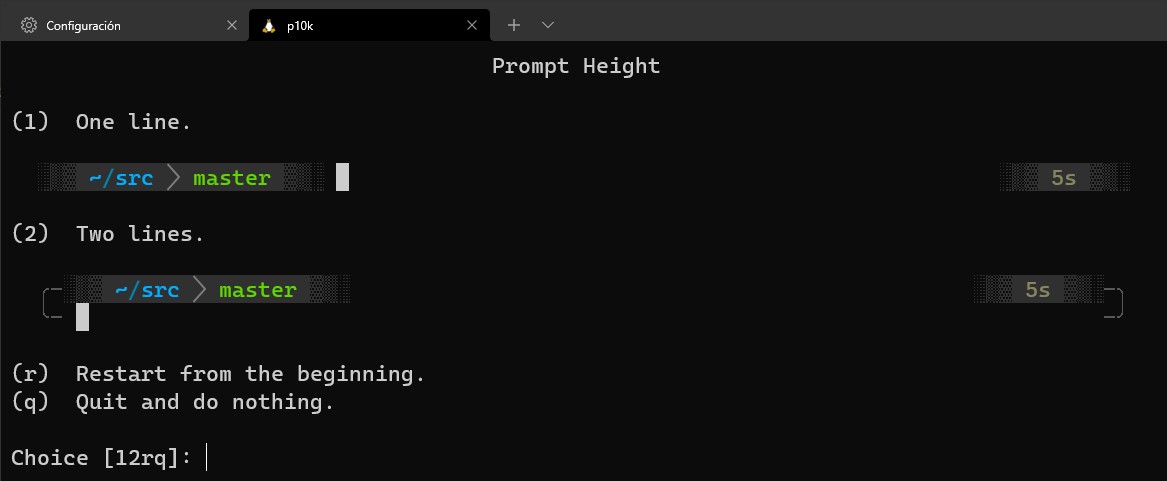 Configuración
p10k
Prompt Height
(1) One line.
~/src master 5s
(2) Two lines.
~/src master 5s
(r) Restart from the beginning.
(q) Quit and do nothing.
Choice [12rq]: